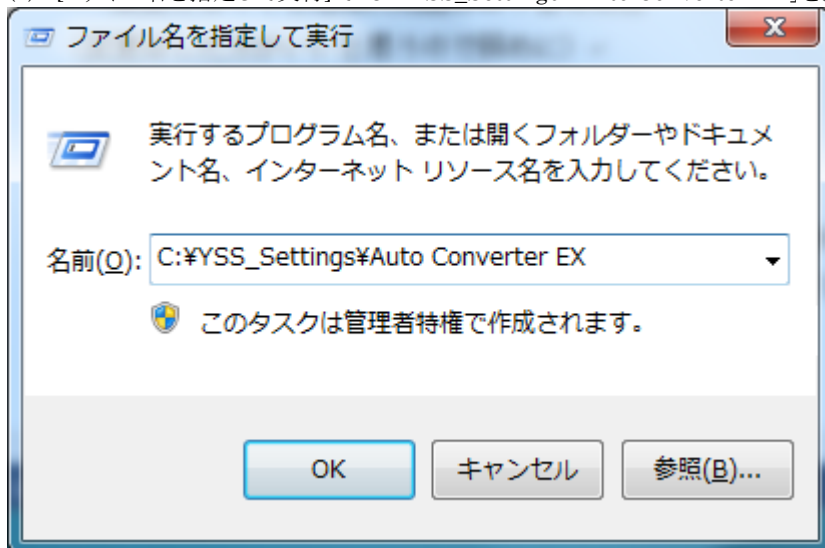 ファイル名を指定して実行
実行するプログラム名、または開くフォルダーやドキュメ
ント名、インターネット リソース名を入力してください。
名前(O): C:¥YSS_Settings¥Auto Converter EX
このタスクは管理者特権で作成されます。
OK キャンセル 参照(B)...